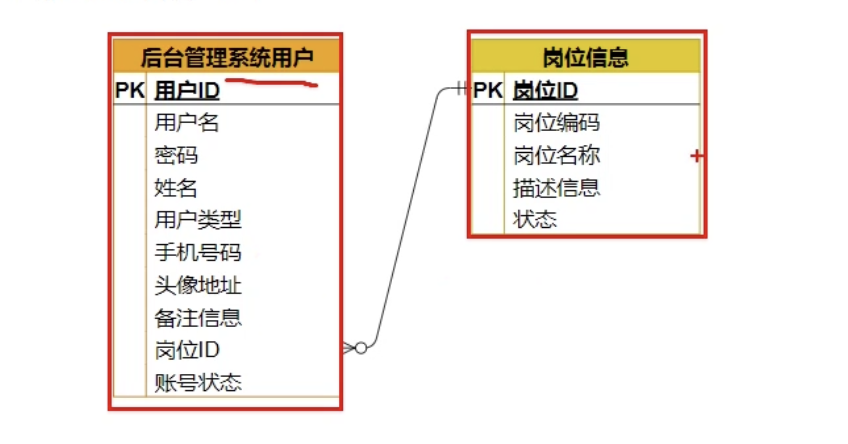 后台管理系统用户
PK 用户ID
用户名
密码
姓名
用户类型
手机号码
头像地址
备注信息
岗位ID
账号状态
岗位信息
PK 岗位ID
岗位编码
岗位名称
描述信息
状态